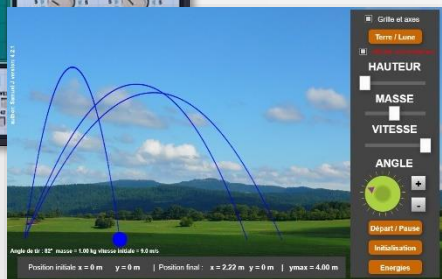 Grille et axes
Terre / Lune
HAUTEUR
MASSE
VITESSE
ANGLE
+
-
Départ / Pause
Initialisation
Energies
Angle de tir : 82° masse = 1.00 kg vitesse initiale = 9.0 m/s
Position initiale x = 0 m y = 0 m | Position final : x = 2.22 m y = 0 m | ymax = 4.00 m